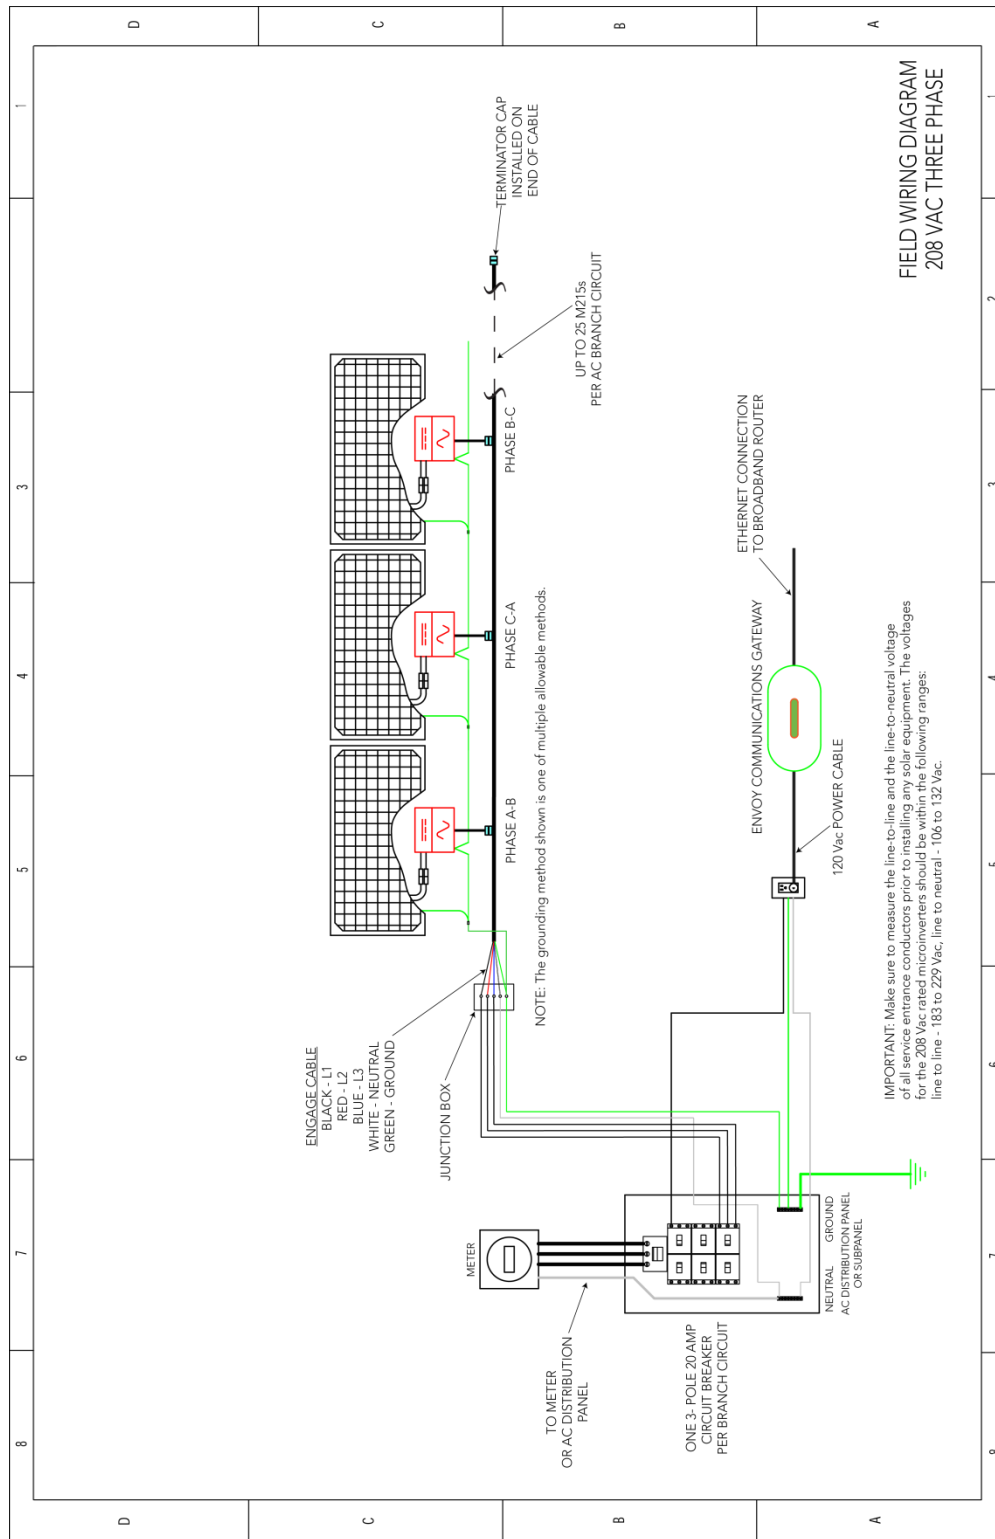 D
C
B
A
1
2
3
4
5
6
7
8
TERMINATOR CAP
INSTALLED ON
END OF CABLE
UP TO 25 M215s
PER AC BRANCH CIRCUIT
PHASE A-B
PHASE C-A
PHASE B-C
ENGAGE CABLE
BLACK - L1
RED - L2
BLUE - L3
WHITE - NEUTRAL
GREEN - GROUND
JUNCTION BOX
NOTE: The grounding method shown is one of multiple allowable methods.
METER
TO METER
OR AC DISTRIBUTION
PANEL
ONE 3- POLE 20 AMP
CIRCUIT BREAKER
PER BRANCH CIRCUIT
NEUTRAL
GROUND
AC DISTRIBUTION PANEL
OR SUBPANEL
ENVOY COMMUNICATIONS GATEWAY
120 Vac POWER CABLE
ETHERNET CONNECTION
TO BROADBAND ROUTER
IMPORTANT: Make sure to measure the line-to-line and the line-to-neutral voltage
of all service entrance conductors prior to installing any solar equipment. The voltages
for the 208 Vac rated microinverters should be within the following ranges:
line to line - 183 to 229 Vac, line to neutral - 106 to 132 Vac.
FIELD WIRING DIAGRAM
208 VAC THREE PHASE
D
C
B
A
1
2
3
4
7